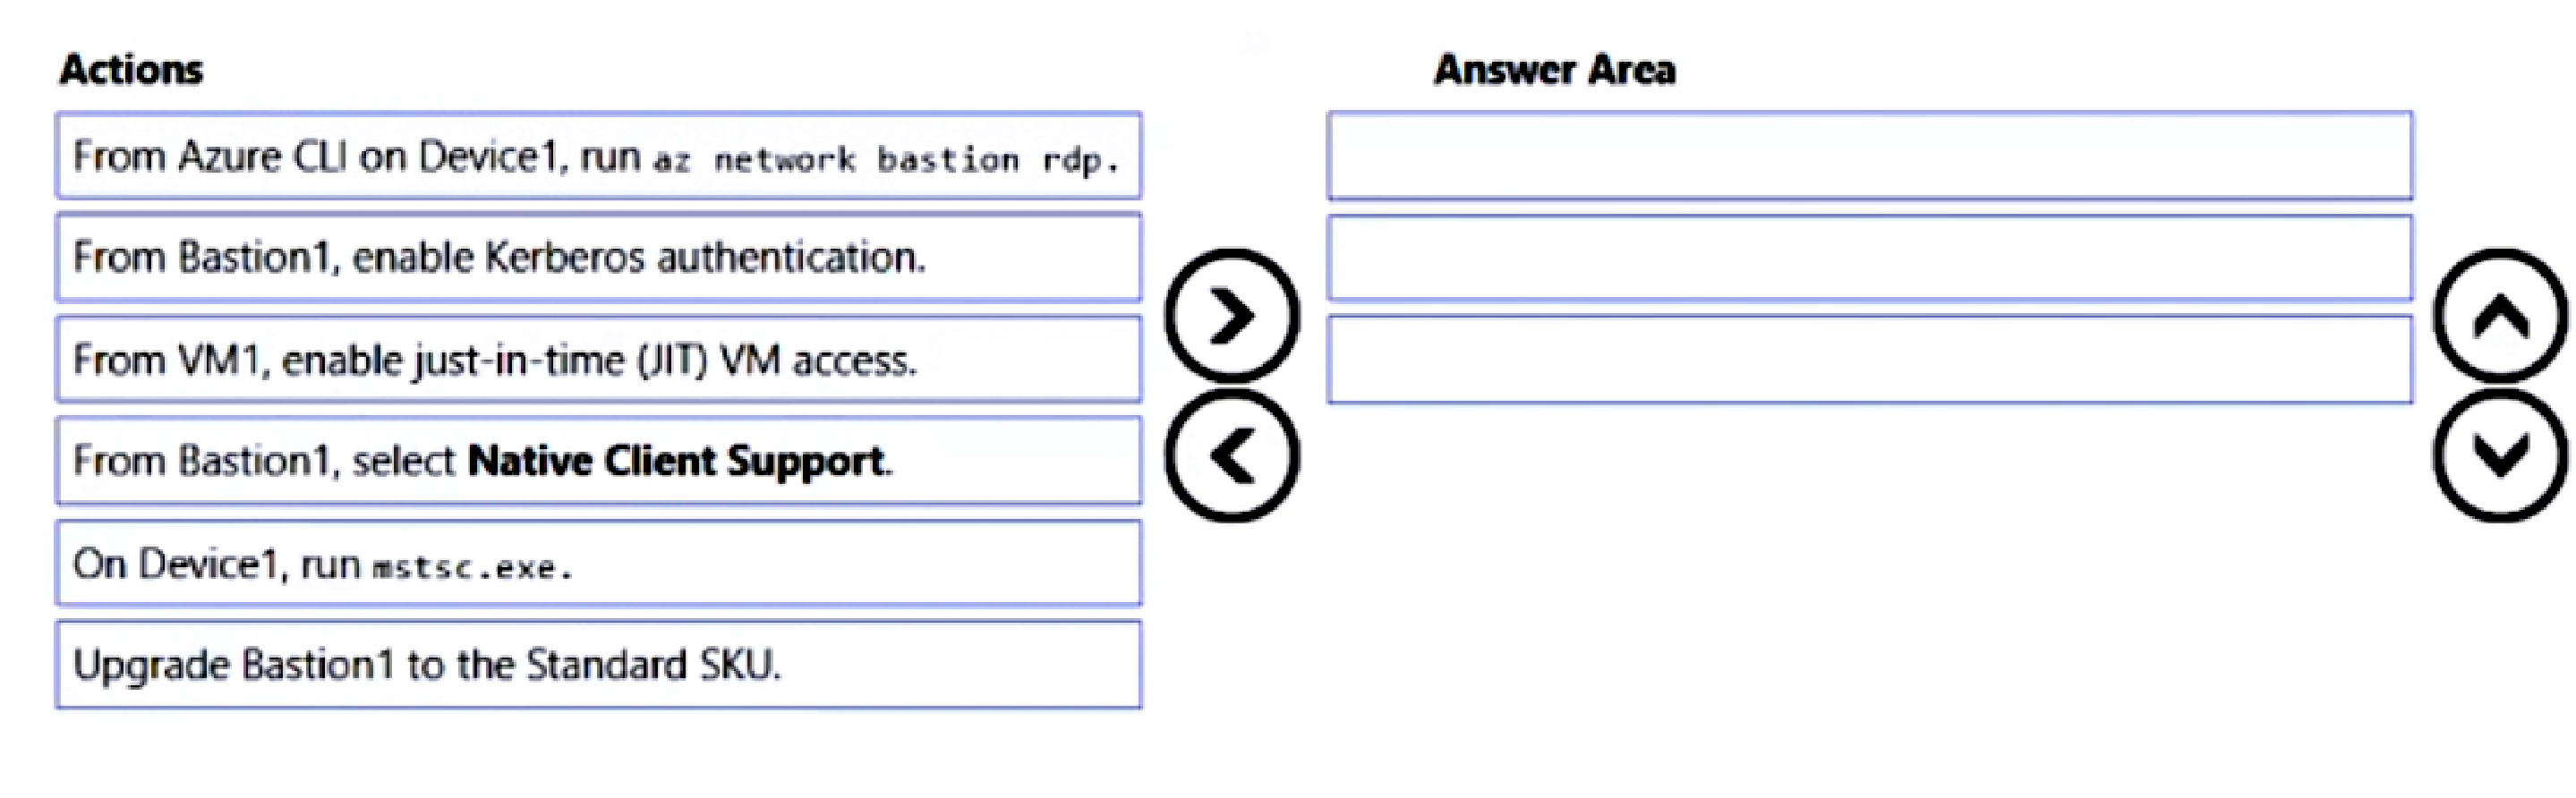 Actions
Answer Area
From Azure CLI on Device1, run az network bastion rdp.
From Bastion1, enable Kerberos authentication.
From VM1, enable just-in-time (JIT) VM access.
From Bastion1, select Native Client Support.
On Device1, run mstsc.exe.
Upgrade Bastion1 to the Standard SKU.